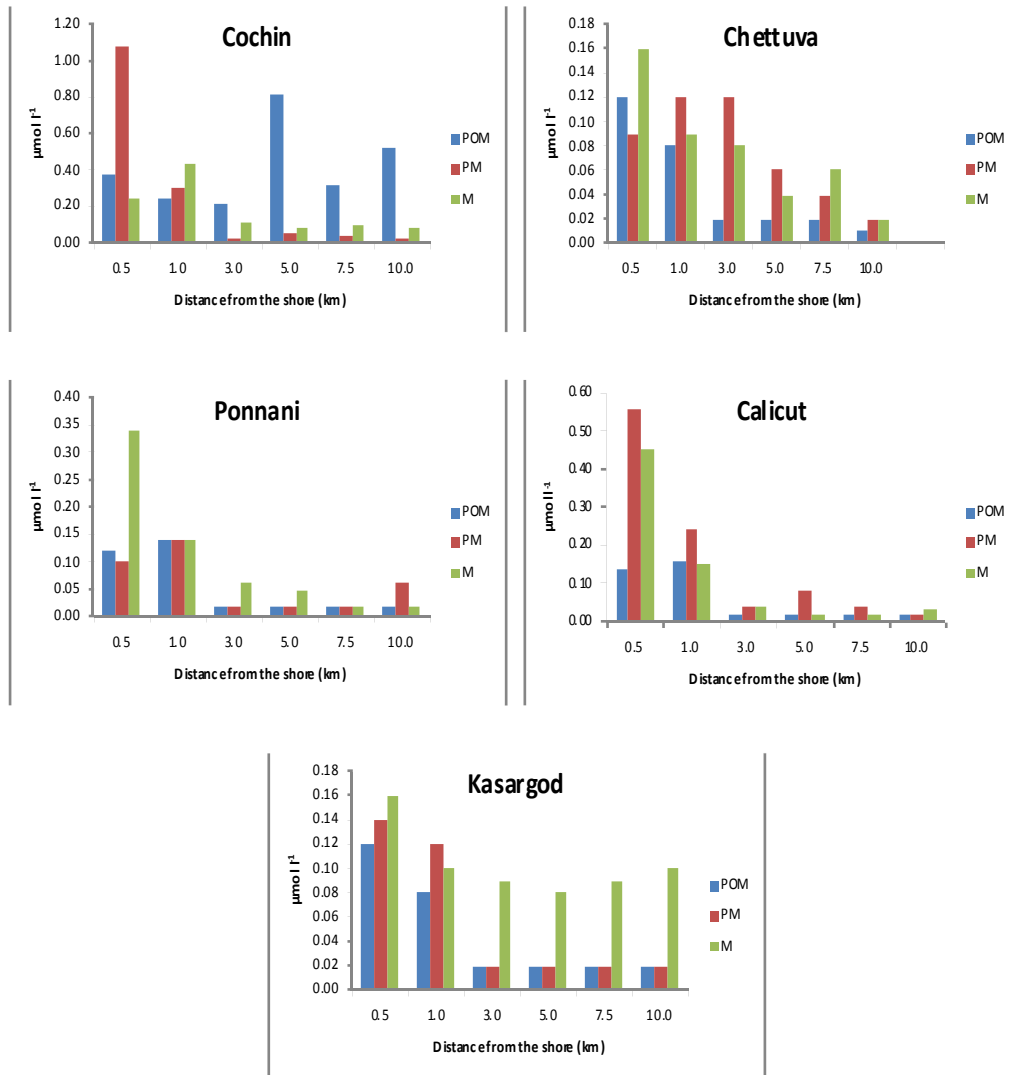 Cochin
1.20
1.00
0.80
0.60
0.40
0.20
0.00
µmol l⁻¹
0.5 1.0 3.0 5.0 7.5 10.0
Distance from the shore (km)
POM
PM
M
Chettuva
0.18
0.16
0.14
0.12
0.10
0.08
0.06
0.04
0.02
0.00
µmol l⁻¹
0.5 1.0 3.0 5.0 7.5 10.0
Distance from the shore (km)
POM
PM
M
Ponnani
0.40
0.35
0.30
0.25
0.20
0.15
0.10
0.05
0.00
µmol l⁻¹
0.5 1.0 3.0 5.0 7.5 10.0
Distance from the shore (km)
POM
PM
M
Calicut
0.60
0.50
0.40
0.30
0.20
0.10
0.00
µmol l⁻¹
0.5 1.0 3.0 5.0 7.5 10.0
Distance from the shore (km)
POM
PM
M
Kasargod
0.18
0.16
0.14
0.12
0.10
0.08
0.06
0.04
0.02
0.00
µmol l⁻¹
0.5 1.0 3.0 5.0 7.5 10.0
Distance from the shore (km)
POM
PM
M